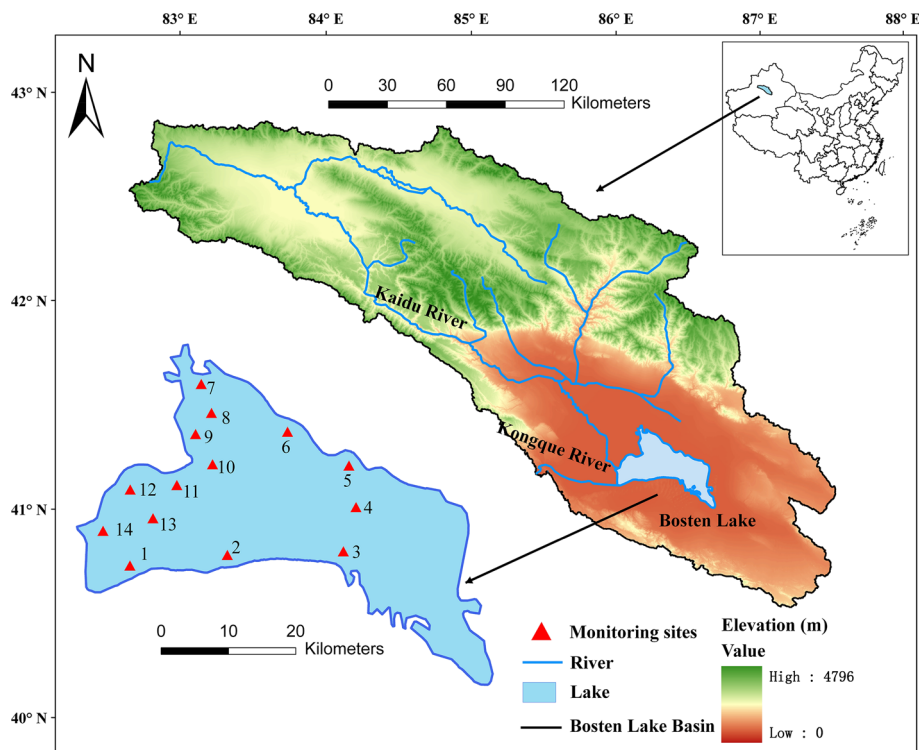 83° E 84° E 85° E 86° E 87° E 88° E
43° N
42° N
41° N
40° N
N
0 30 60 90 120
Kilometers
Kaidu River
Kongque River
Bosten Lake
7
8
9
6
10
5
12
11
4
13
14
1
2
3
0 10 20
Kilometers
Monitoring sites
River
Lake
Bosten Lake Basin
Elevation (m)
Value
High : 4796
Low : 0